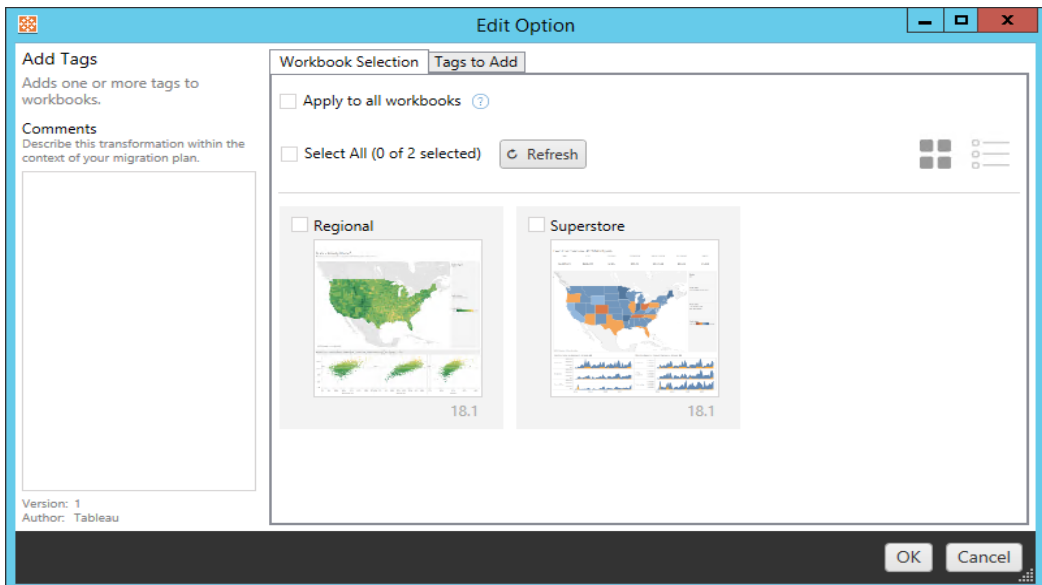 Edit Option
Add Tags
Adds one or more tags to
workbooks.
Comments
Describe this transformation within the
context of your migration plan.
Version: 1
Author: Tableau
Workbook Selection
Tags to Add
Apply to all workbooks ?
Select All (0 of 2 selected)
Refresh
Regional
18.1
Superstore
18.1
OK
Cancel